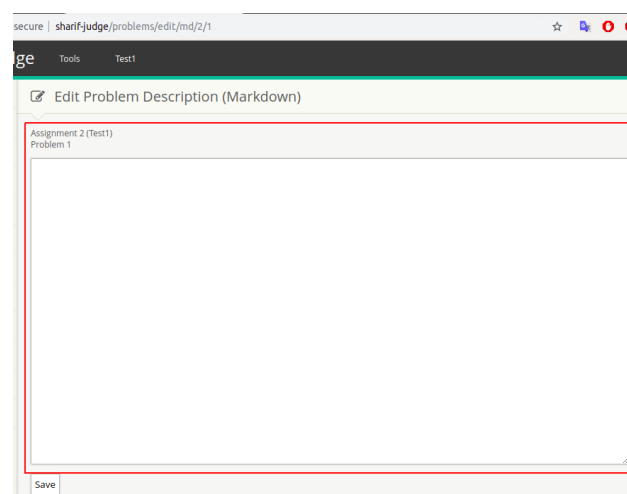 secure | sharif-judge/problems/edit/md/2/1
Tools Test1
Edit Problem Description (Markdown)
Assignment 2 (Test1)
Problem 1
Save